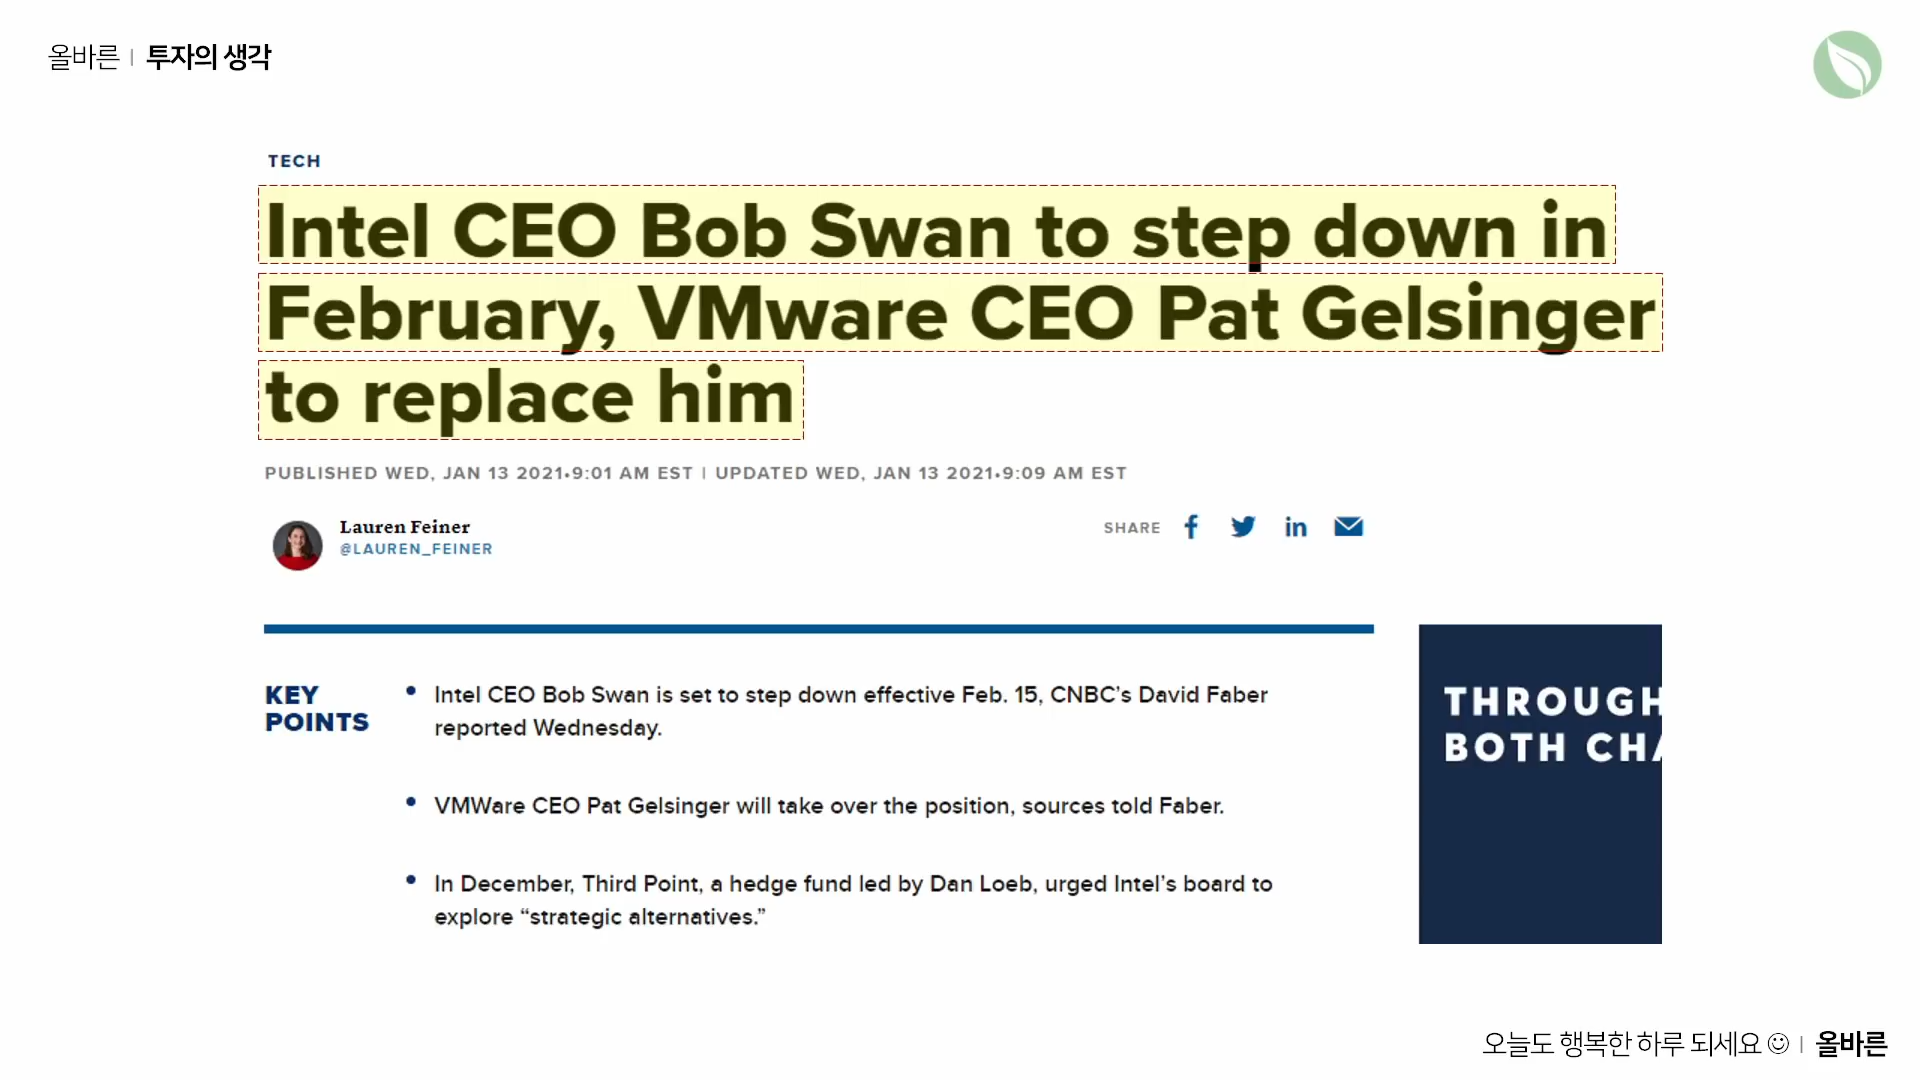 올바른 | 투자의 생각
TECH
Intel CEO Bob Swan to step down in
February, VMware CEO Pat Gelsinger
to replace him
PUBLISHED WED, JAN 13 2021•9:01 AM EST | UPDATED WED, JAN 13 2021•9:09 AM EST
Lauren Feiner
@LAUREN_FEINER
SHARE
KEY
POINTS
• Intel CEO Bob Swan is set to step down effective Feb. 15, CNBC’s David Faber
reported Wednesday.
• VMWare CEO Pat Gelsinger will take over the position, sources told Faber.
• In December, Third Point, a hedge fund led by Dan Loeb, urged Intel’s board to
explore “strategic alternatives.”
THROUGH
BOTH CHA
오늘도 행복한 하루 되세요 ☺ | 올바른